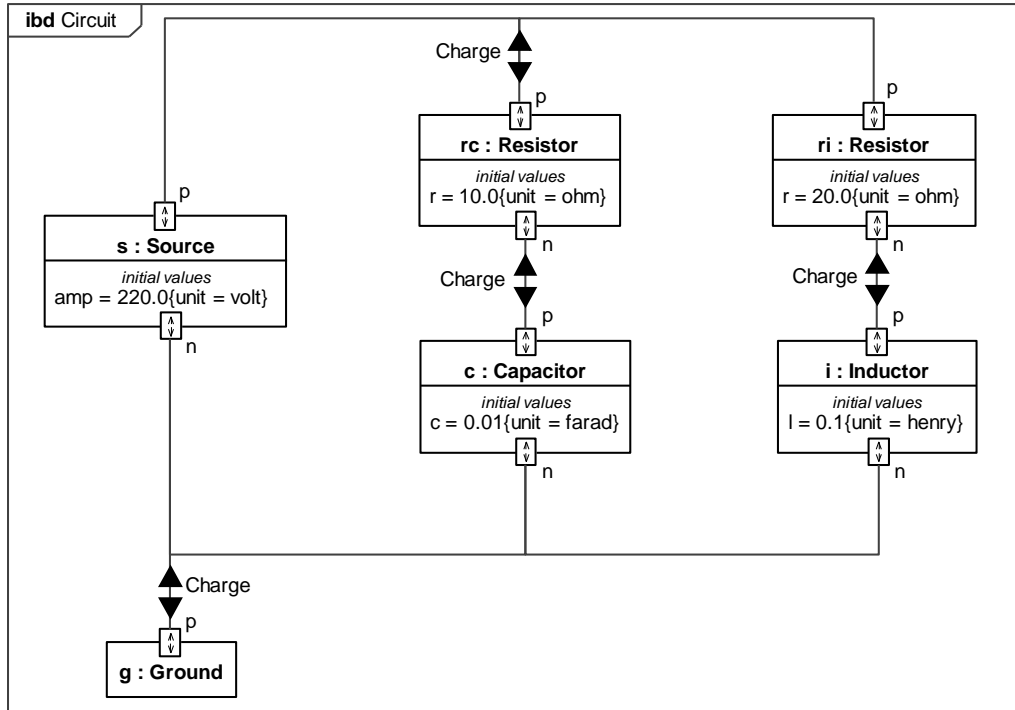 ibd Circuit
Charge
p
p
rc : Resistor
initial values
r = 10.0{unit = ohm}
n
ri : Resistor
initial values
r = 20.0{unit = ohm}
n
p
s : Source
initial values
amp = 220.0{unit = volt}
n
Charge
Charge
p
p
c : Capacitor
initial values
c = 0.01{unit = farad}
n
i : Inductor
initial values
l = 0.1{unit = henry}
n
Charge
p
g : Ground